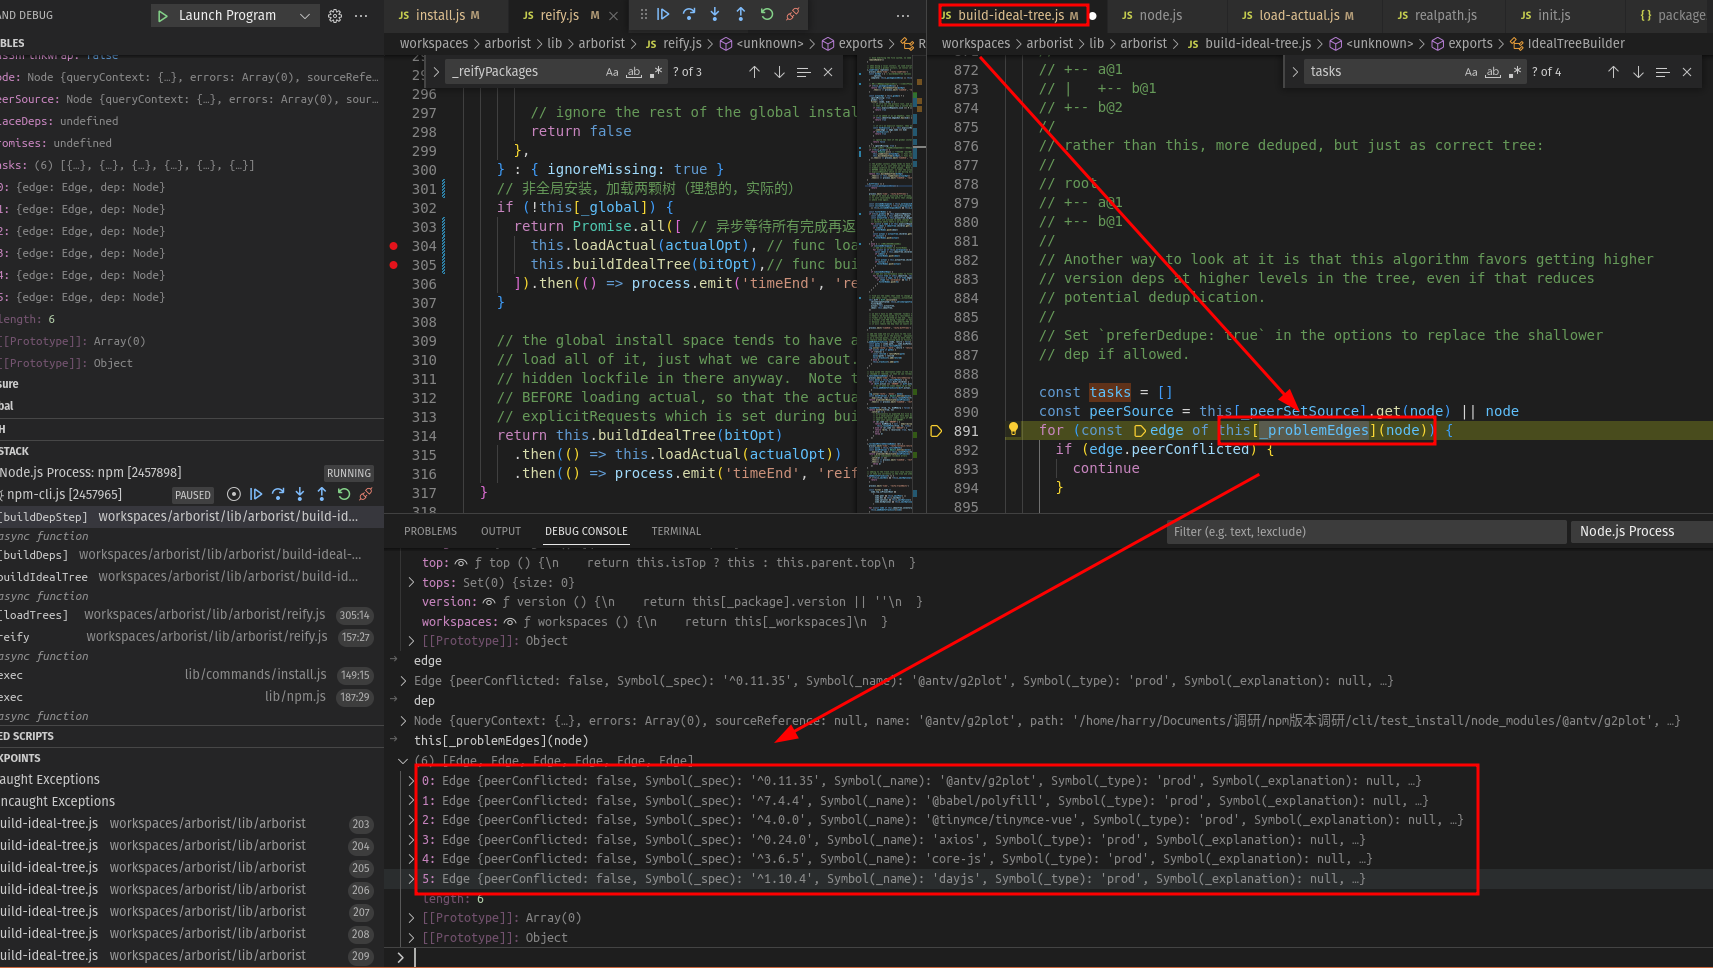 AND DEBUG
Launch Program
BLES
ode: Node {queryContext: {…}, errors: Array(0), sourceRefe…
eerSource: Node {queryContext: {…}, errors: Array(0), sour…
laceDeps: undefined
romises: undefined
asks: (6) [{…}, {…}, {…}, {…}, {…}, {…}]
0: {edge: Edge, dep: Node}
1: {edge: Edge, dep: Node}
2: {edge: Edge, dep: Node}
3: {edge: Edge, dep: Node}
4: {edge: Edge, dep: Node}
5: {edge: Edge, dep: Node}
length: 6
[[Prototype]]: Array(0)
[[Prototype]]: Object
sure
bal
H
STACK
Node.js Process: npm [2457898] RUNNING
npm-cli.js [2457965] PAUSED
[buildDepStep] workspaces/arborist/lib/arborist/build-id…
async function
[buildDeps] workspaces/arborist/lib/arborist/build-ideal-…
buildIdealTree workspaces/arborist/lib/arborist/build-id…
async function
[loadTrees] workspaces/arborist/lib/arborist/reify.js 305:14
reify workspaces/arborist/lib/arborist/reify.js 157:27
async function
exec lib/commands/install.js 149:15
exec lib/npm.js 187:29
async function
ED SCRIPTS
KPOINTS
aught Exceptions
ncaught Exceptions
uild-ideal-tree.js workspaces/arborist/lib/arborist 203
uild-ideal-tree.js workspaces/arborist/lib/arborist 204
uild-ideal-tree.js workspaces/arborist/lib/arborist 205
uild-ideal-tree.js workspaces/arborist/lib/arborist 206
uild-ideal-tree.js workspaces/arborist/lib/arborist 207
uild-ideal-tree.js workspaces/arborist/lib/arborist 208
uild-ideal-tree.js workspaces/arborist/lib/arborist 209
JS install.js M JS reify.js M
workspaces > arborist > lib > arborist > JS reify.js > <unknown> > exports > R
_reifyPackages Aa ab .* ? of 3
296
297 // ignore the rest of the global instal
298 return false
299 },
300 } : { ignoreMissing: true }
301 // 非全局安装，加载两颗树（理想的，实际的）
302 if (!this[_global]) {
303 return Promise.all([ // 异步等待所有完成再返
304 this.loadActual(actualOpt), // func loa
305 this.buildIdealTree(bitOpt),// func bui
306 ]).then(() => process.emit('timeEnd', 're
307 }
308
309 // the global install space tends to have a
310 // load all of it, just what we care about.
311 // hidden lockfile in there anyway.  Note t
312 // BEFORE loading actual, so that the actua
313 // explicitRequests which is set during bui
314 return this.buildIdealTree(bitOpt)
315 .then(() => this.loadActual(actualOpt))
316 .then(() => process.emit('timeEnd', 'reif
317 }
318
JS build-ideal-tree.js M JS node.js JS load-actual.js M JS realpath.js JS init.js {} package
workspaces > arborist > lib > arborist > JS build-ideal-tree.js > <unknown> > exports > IdealTreeBuilder
tasks Aa ab .* ? of 4
872 // +-- a@1
873 // |   +-- b@1
874 // +-- b@2
875 //
876 // rather than this, more deduped, but just as correct tree:
877 //
878 // root
879 // +-- a@1
880 // +-- b@1
881 //
882 // Another way to look at it is that this algorithm favors getting higher
883 // version deps at higher levels in the tree, even if that reduces
884 // potential deduplication.
885 //
886 // Set `preferDedupe: true` in the options to replace the shallower
887 // dep if allowed.
888
889 const tasks = []
890 const peerSource = this[_peerSetSource].get(node) || node
891 for (const edge of this[_problemEdges](node)) {
892 if (edge.peerConflicted) {
893 continue
894 }
895
PROBLEMS OUTPUT DEBUG CONSOLE TERMINAL Filter (e.g. text, !exclude) Node.js Process
top: ƒ top () {\n    return this.isTop ? this : this.parent.top\n  }
tops: Set(0) {size: 0}
version: ƒ version () {\n    return this[_package].version || ''\n  }
workspaces: ƒ workspaces () {\n    return this[_workspaces]\n  }
[[Prototype]]: Object
edge
Edge {peerConflicted: false, Symbol(_spec): '^0.11.35', Symbol(_name): '@antv/g2plot', Symbol(_type): 'prod', Symbol(_explanation): null, …}
dep
Node {queryContext: {…}, errors: Array(0), sourceReference: null, name: '@antv/g2plot', path: '/home/harry/Documents/调研/npm版本调研/cli/test_install/node_modules/@antv/g2plot', …}
this[_problemEdges](node)
(6) [Edge, Edge, Edge, Edge, Edge, Edge]
0: Edge {peerConflicted: false, Symbol(_spec): '^0.11.35', Symbol(_name): '@antv/g2plot', Symbol(_type): 'prod', Symbol(_explanation): null, …}
1: Edge {peerConflicted: false, Symbol(_spec): '^7.4.4', Symbol(_name): '@babel/polyfill', Symbol(_type): 'prod', Symbol(_explanation): null, …}
2: Edge {peerConflicted: false, Symbol(_spec): '^4.0.0', Symbol(_name): '@tinymce/tinymce-vue', Symbol(_type): 'prod', Symbol(_explanation): null, …}
3: Edge {peerConflicted: false, Symbol(_spec): '^0.24.0', Symbol(_name): 'axios', Symbol(_type): 'prod', Symbol(_explanation): null, …}
4: Edge {peerConflicted: false, Symbol(_spec): '^3.6.5', Symbol(_name): 'core-js', Symbol(_type): 'prod', Symbol(_explanation): null, …}
5: Edge {peerConflicted: false, Symbol(_spec): '^1.10.4', Symbol(_name): 'dayjs', Symbol(_type): 'prod', Symbol(_explanation): null, …}
length: 6
[[Prototype]]: Array(0)
[[Prototype]]: Object